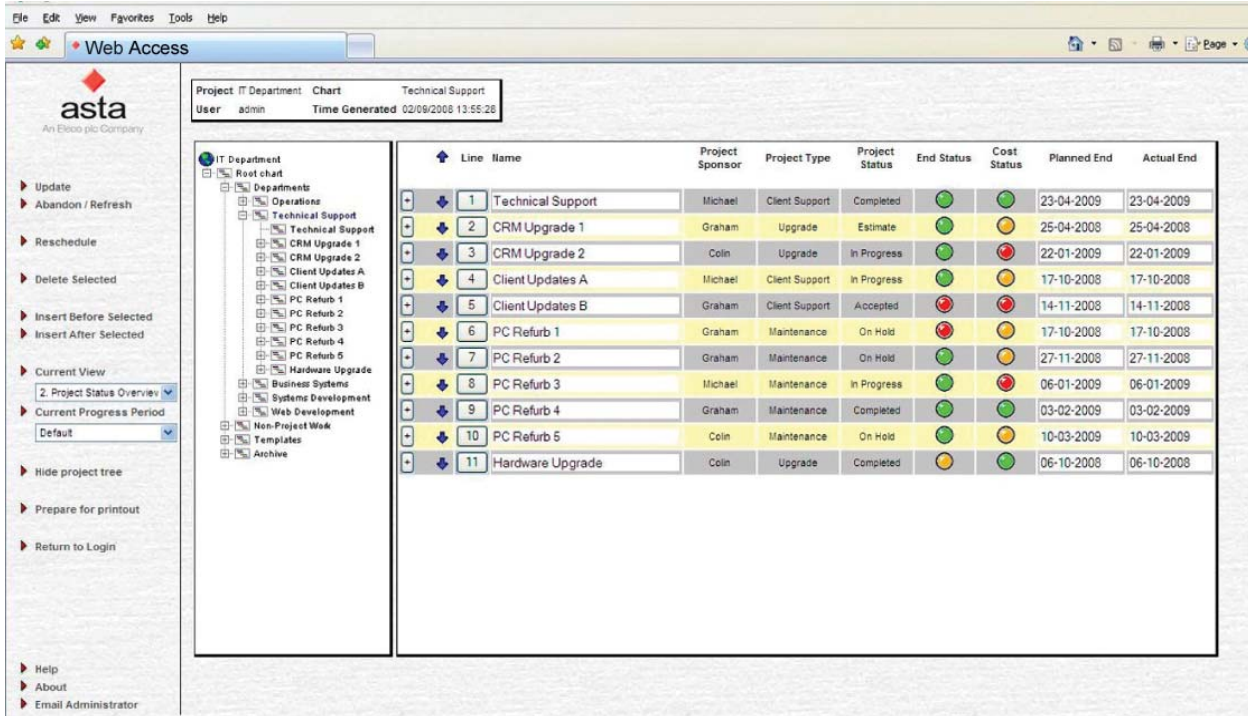 File Edit View Favorites Tools Help
Web Access
Page
asta
An Eleco plc Company
Update
Abandon / Refresh
Reschedule
Delete Selected
Insert Before Selected
Insert After Selected
Current View
2. Project Status Overview
Current Progress Period
Default
Hide project tree
Prepare for printout
Return to Login
Help
About
Email Administrator
Project IT Department Chart Technical Support
User admin Time Generated 02/09/2008 13:55:28
IT Department
Root chart
Departments
Operations
Technical Support
Technical Support
CRM Upgrade 1
CRM Upgrade 2
Client Updates A
Client Updates B
PC Refurb 1
PC Refurb 2
PC Refurb 3
PC Refurb 4
PC Refurb 5
Hardware Upgrade
Business Systems
Systems Development
Web Development
Non-Project Work
Templates
Archive
Line Name Project Sponsor Project Type Project Status End Status Cost Status Planned End Actual End
1 Technical Support Michael Client Support Completed 23-04-2009 23-04-2009
2 CRM Upgrade 1 Graham Upgrade Estimate 25-04-2008 25-04-2008
3 CRM Upgrade 2 Colin Upgrade In Progress 22-01-2009 22-01-2009
4 Client Updates A Michael Client Support In Progress 17-10-2008 17-10-2008
5 Client Updates B Graham Client Support Accepted 14-11-2008 14-11-2008
6 PC Refurb 1 Graham Maintenance On Hold 17-10-2008 17-10-2008
7 PC Refurb 2 Graham Maintenance On Hold 27-11-2008 27-11-2008
8 PC Refurb 3 Michael Maintenance In Progress 06-01-2009 06-01-2009
9 PC Refurb 4 Graham Maintenance Completed 03-02-2009 03-02-2009
10 PC Refurb 5 Colin Maintenance On Hold 10-03-2009 10-03-2009
11 Hardware Upgrade Colin Upgrade Completed 06-10-2008 06-10-2008